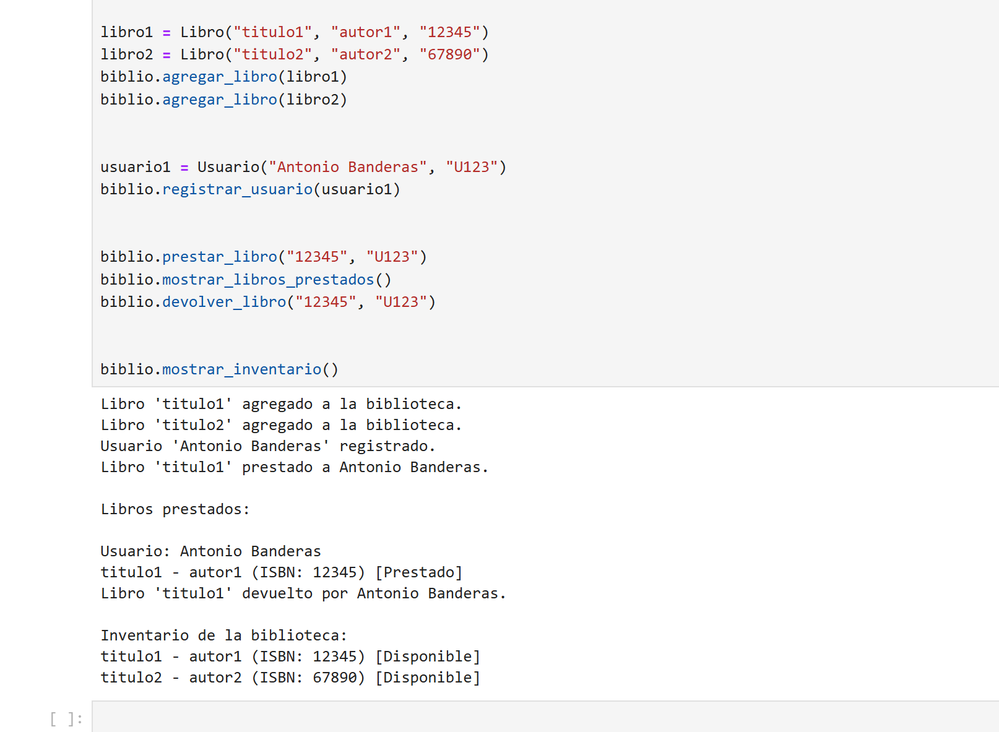 libro1 = Libro("titulo1", "autor1", "12345")
libro2 = Libro("titulo2", "autor2", "67890")
biblio.agregar_libro(libro1)
biblio.agregar_libro(libro2)
usuario1 = Usuario("Antonio Banderas", "U123")
biblio.registrar_usuario(usuario1)
biblio.prestar_libro("12345", "U123")
biblio.mostrar_libros_prestados()
biblio.devolver_libro("12345", "U123")
biblio.mostrar_inventario()
Libro 'titulo1' agregado a la biblioteca.
Libro 'titulo2' agregado a la biblioteca.
Usuario 'Antonio Banderas' registrado.
Libro 'titulo1' prestado a Antonio Banderas.
Libros prestados:
Usuario: Antonio Banderas
titulo1 - autor1 (ISBN: 12345) [Prestado]
Libro 'titulo1' devuelto por Antonio Banderas.
Inventario de la biblioteca:
titulo1 - autor1 (ISBN: 12345) [Disponible]
titulo2 - autor2 (ISBN: 67890) [Disponible]
[ ]: